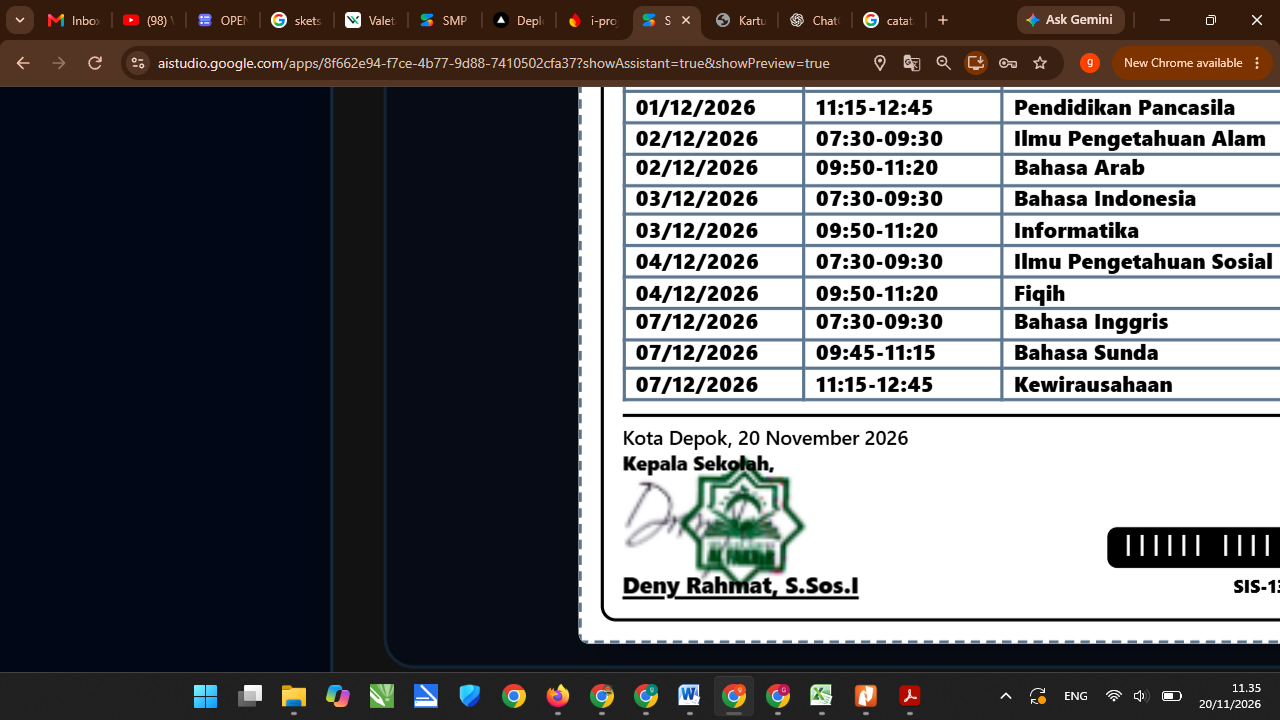 Inbo
(98)
OPEN
skets
Valet
SMP
Deple
i-pro
S
Kartu
Chat
catat
Ask Gemini
aistudio.google.com/apps/8f662e94-f7ce-4b77-9d88-7410502cfa37?showAssistant=true&showPreview=true
g
New Chrome available
01/12/2026 11:15-12:45 Pendidikan Pancasila
02/12/2026 07:30-09:30 Ilmu Pengetahuan Alam
02/12/2026 09:50-11:20 Bahasa Arab
03/12/2026 07:30-09:30 Bahasa Indonesia
03/12/2026 09:50-11:20 Informatika
04/12/2026 07:30-09:30 Ilmu Pengetahuan Sosial
04/12/2026 09:50-11:20 Fiqih
07/12/2026 07:30-09:30 Bahasa Inggris
07/12/2026 09:45-11:15 Bahasa Sunda
07/12/2026 11:15-12:45 Kewirausahaan
Kota Depok, 20 November 2026
Kepala Sekolah,
Deny Rahmat, S.Sos.I
SIS-13
ENG
11.35
20/11/2026